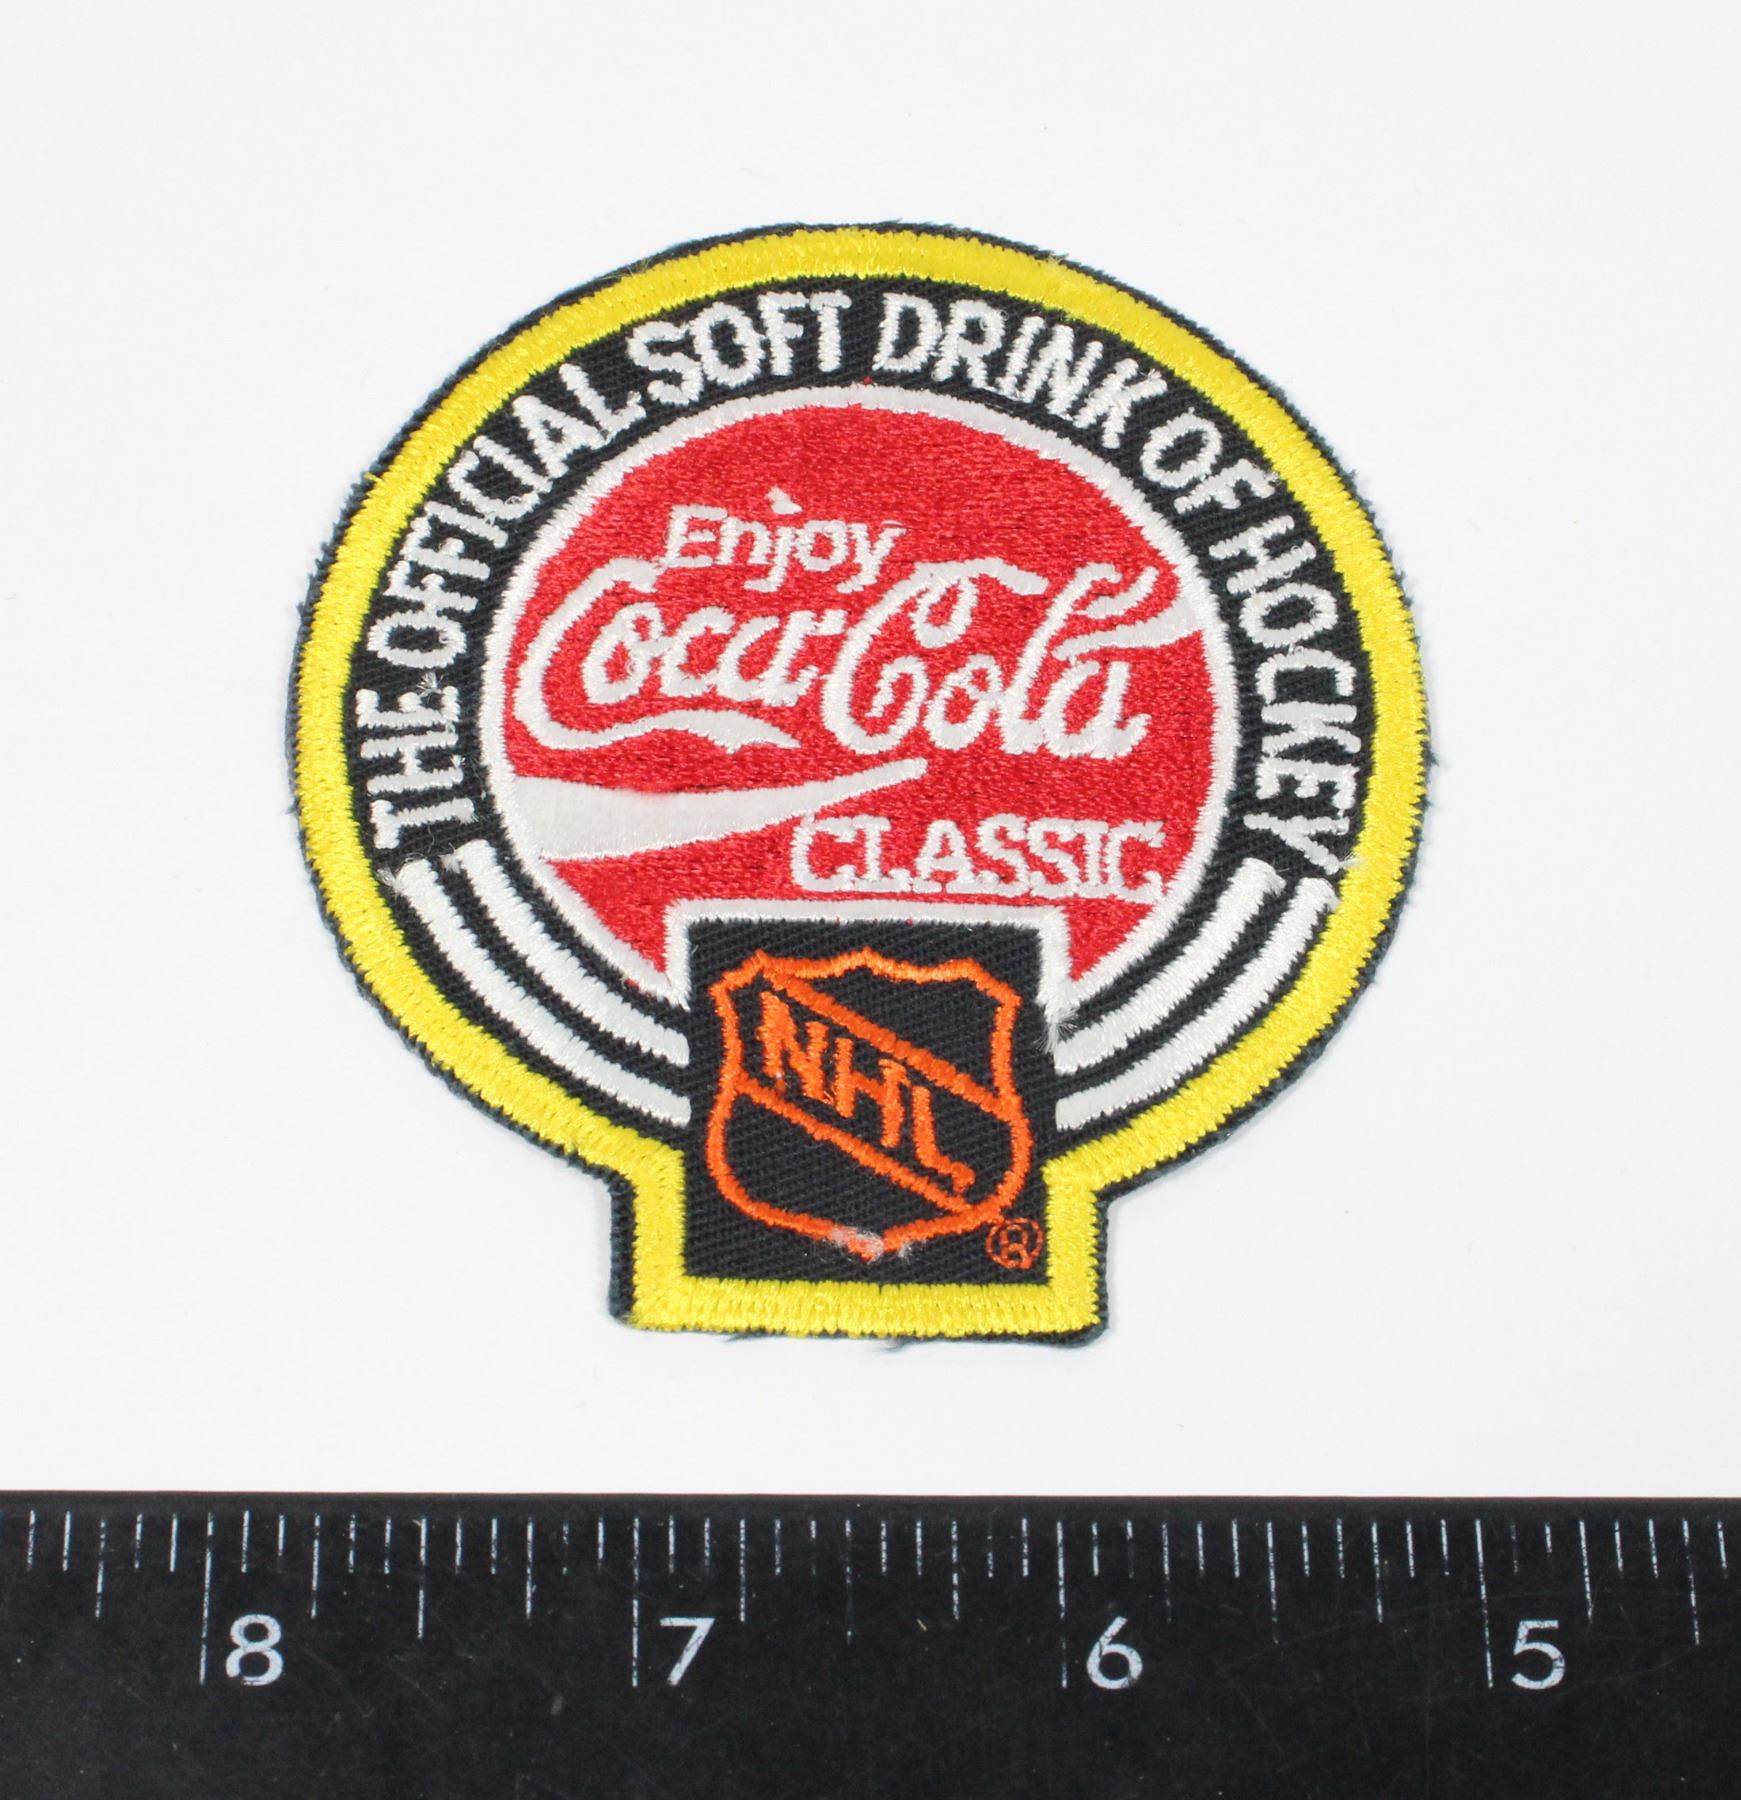 THE OFFICIAL SOFT DRINK OF HOCKEY
Enjoy
Coca-Cola
CLASSIC
NHL
®
8 7 6 5